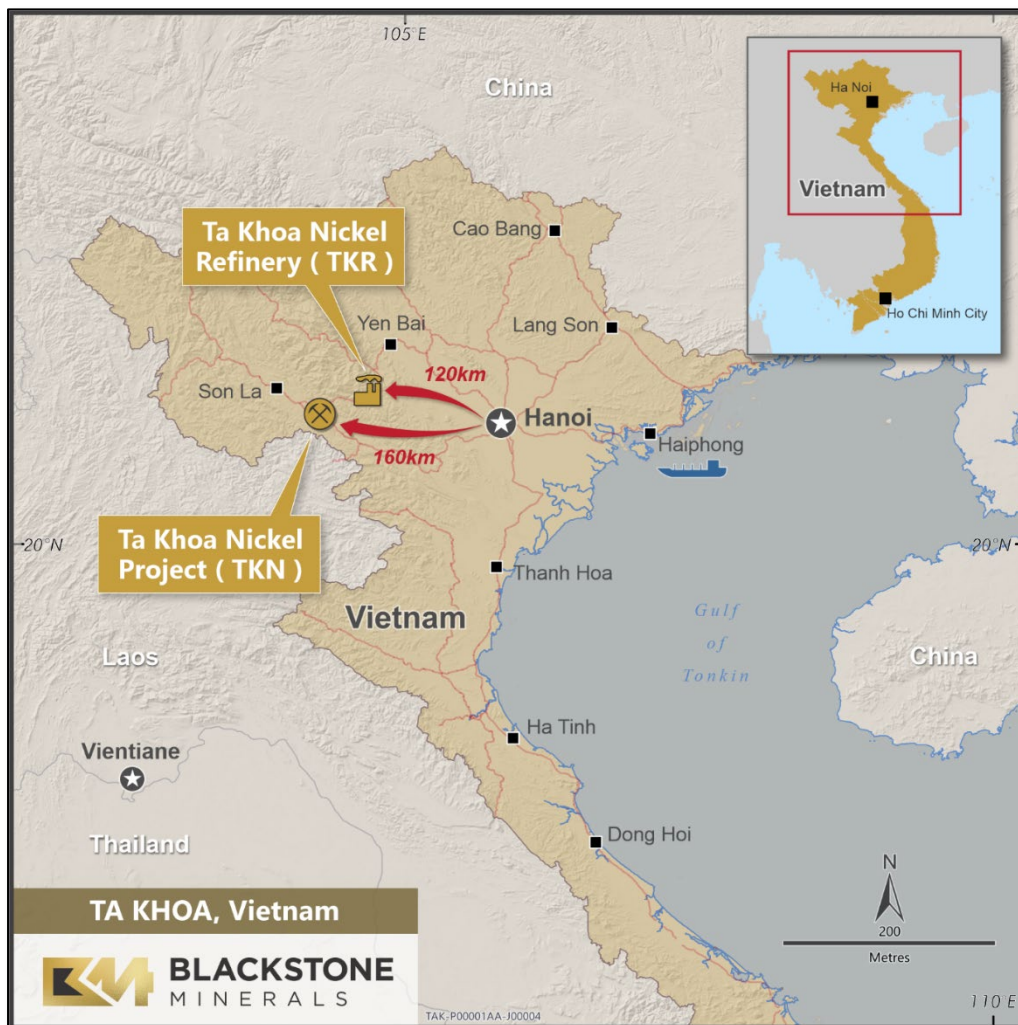 105°E
China
Ha Noi
Vietnam
Ho Chi Minh City
Ta Khoa Nickel
Refinery ( TKR )
Cao Bang
Yen Bai
Lang Son
120km
Son La
Hanoi
Haiphong
160km
Ta Khoa Nickel
Project ( TKN )
20°N
20°N
Thanh Hoa
Vietnam
Gulf
of
Tonkin
Laos
China
Ha Tinh
Vientiane
Thailand
Dong Hoi
N
200
Metres
TA KHOA, Vietnam
BM BLACKSTONE
MINERALS
TAK-P00001AA-J00004
110°E